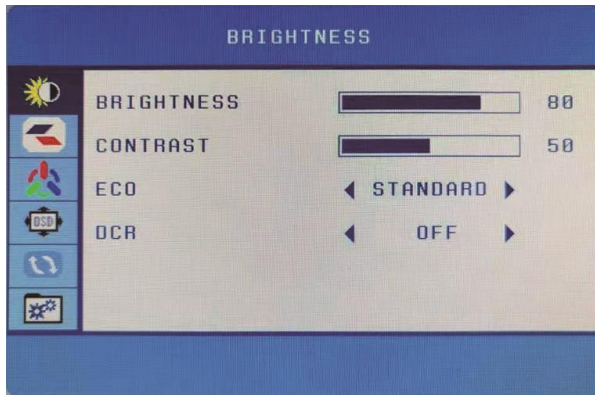 BRIGHTNESS
BRIGHTNESS 80
CONTRAST 50
ECO STANDARD
DCR OFF
OSD